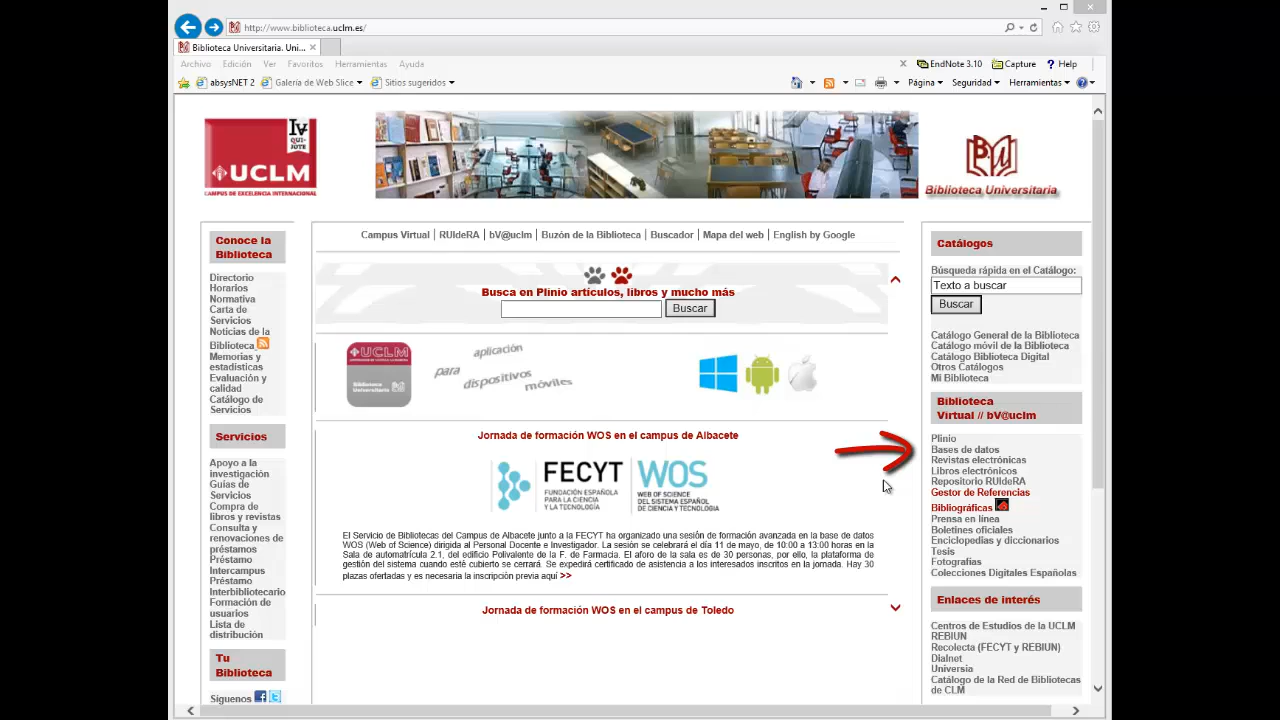 http://www.biblioteca.uclm.es/
Biblioteca Universitaria. Uni...
Archivo Edición Ver Favoritos Herramientas Ayuda
EndNote 3.10 Capture Help
absysNET 2 Galería de Web Slice Sitios sugeridos
Página Seguridad Herramientas
IV
QUI-
JOTE
UCLM
CAMPUS DE EXCELENCIA INTERNACIONAL
Biblioteca Universitaria
Conoce la
Biblioteca
Directorio
Horarios
Normativa
Carta de
Servicios
Noticias de la
Biblioteca
Memorias y
estadísticas
Evaluación y
calidad
Catálogo de
Servicios
Servicios
Apoyo a la
investigación
Guías de
Servicios
Compra de
libros y revistas
Consulta y
renovaciones de
préstamos
Préstamo
Intercampus
Préstamo
Interbibliotecario
Formación de
usuarios
Lista de
distribución
Tu
Biblioteca
Síguenos
Campus Virtual | RUIdeRA | bV@uclm | Buzón de la Biblioteca | Buscador | Mapa del web | English by Google
Busca en Plinio artículos, libros y mucho más
Buscar
UCLM
Biblioteca
Universitaria
aplicación
para dispositivos móviles
Jornada de formación WOS en el campus de Albacete
FECYT
FUNDACIÓN ESPAÑOLA
PARA LA CIENCIA
Y LA TECNOLOGÍA
WOS
WEB OF SCIENCE
DEL SISTEMA ESPAÑOL
DE CIENCIA Y TECNOLOGÍA
El Servicio de Bibliotecas del Campus de Albacete junto a la FECYT ha organizado una sesión de formación avanzada en la base de datos
WOS (Web of Science) dirigida al Personal Docente e Investigador. La sesión se celebrará el día 11 de mayo, de 10:00 a 13:00 horas en la
Sala de automatrícula 2.1, del edificio Polivalente de la F. de Farmacia. El aforo de la sala es de 30 personas, por ello, la plataforma de
gestión del sistema cuando esté cubierto se cerrará. Se expedirá certificado de asistencia a los interesados inscritos en la jornada. Hay 30
plazas ofertadas y es necesaria la inscripción previa aquí >>
Jornada de formación WOS en el campus de Toledo
Catálogos
Búsqueda rápida en el Catálogo:
Texto a buscar
Buscar
Catálogo General de la Biblioteca
Catálogo móvil de la Biblioteca
Catálogo Biblioteca Digital
Otros Catálogos
Mi Biblioteca
Biblioteca
Virtual // bV@uclm
Plinio
Bases de datos
Revistas electrónicas
Libros electrónicos
Repositorio RUIdeRA
Gestor de Referencias
Bibliográficas
Prensa en línea
Boletines oficiales
Enciclopedias y diccionarios
Tesis
Fotografías
Colecciones Digitales Españolas
Enlaces de interés
Centros de Estudios de la UCLM
REBIUN
Recolecta (FECYT y REBIUN)
Dialnet
Universia
Catálogo de la Red de Bibliotecas
de CLM